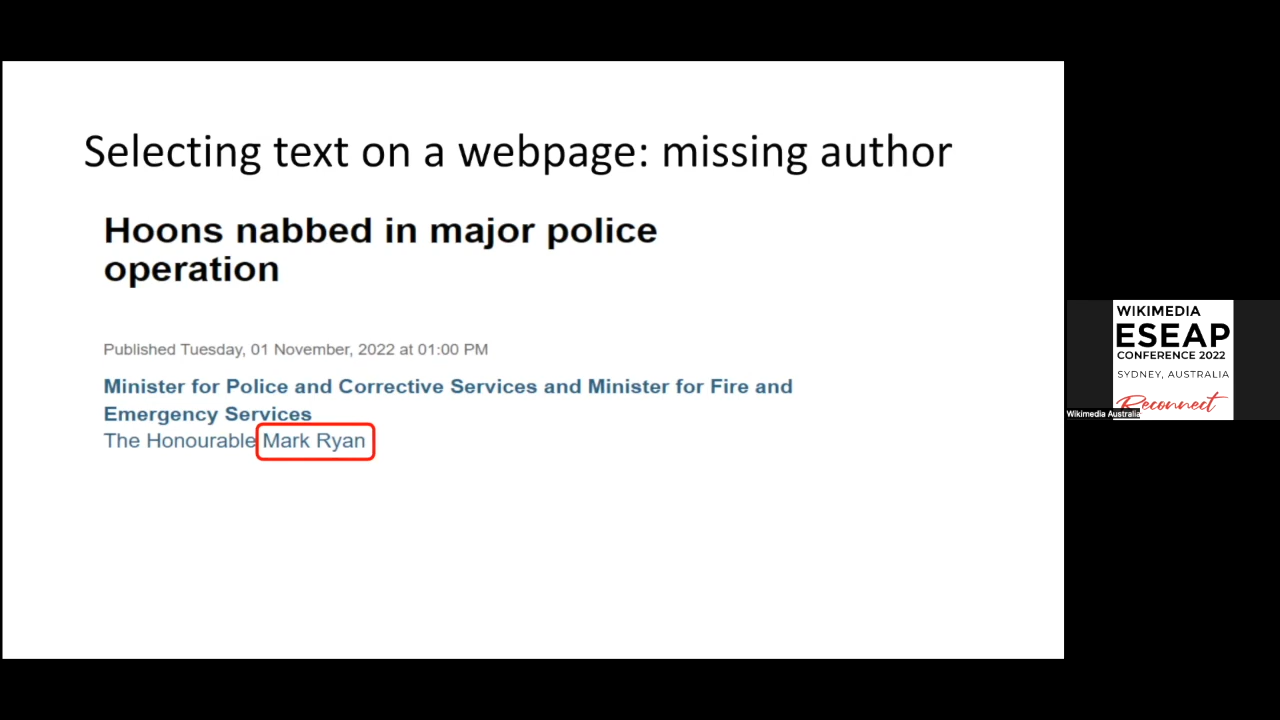 Selecting text on a webpage: missing author
Hoons nabbed in major police
operation
Published Tuesday, 01 November, 2022 at 01:00 PM
Minister for Police and Corrective Services and Minister for Fire and
Emergency Services
The Honourable Mark Ryan
WIKIMEDIA
ESEAP
CONFERENCE 2022
SYDNEY, AUSTRALIA
Reconnect
Wikimedia Australia